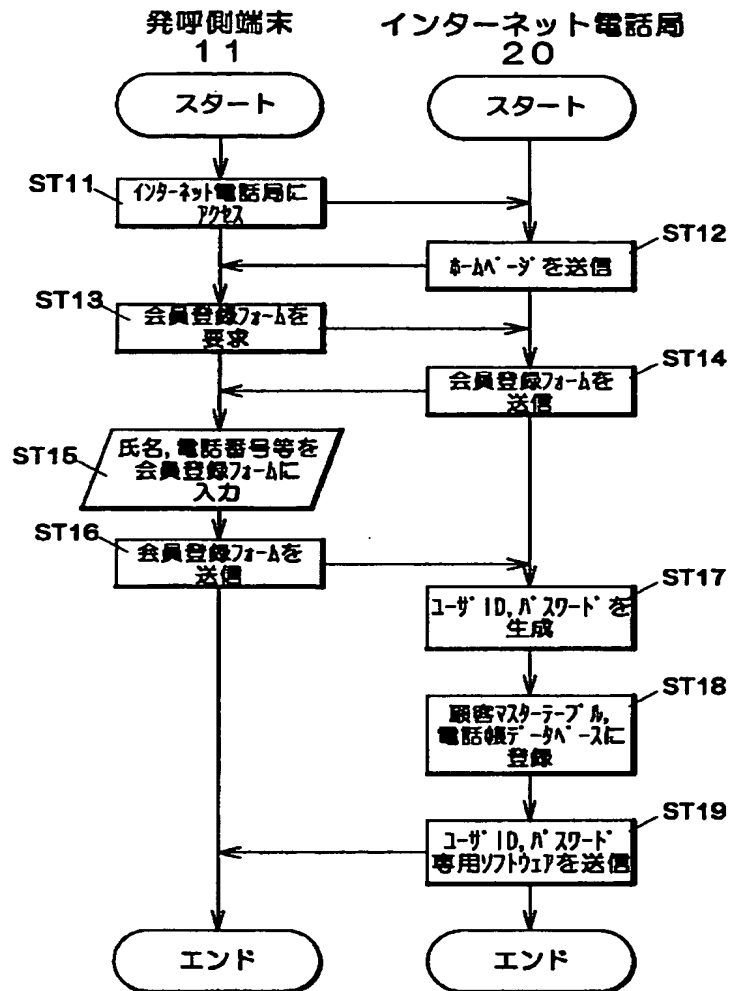 発呼側端末
11
インターネット電話局
20
スタート
スタート
ST11
インターネット電話局に
アクセス
ST12
ホームページを送信
ST13
会員登録フォームを
要求
ST14
会員登録フォームを
送信
ST15
氏名,電話番号等を
会員登録フォームに
入力
ST16
会員登録フォームを
送信
ST17
ユーザID,パスワードを
生成
ST18
顧客マスターテーブル,
電話帳データベースに
登録
ST19
ユーザID,パスワード
専用ソフトウェアを送信
エンド
エンド